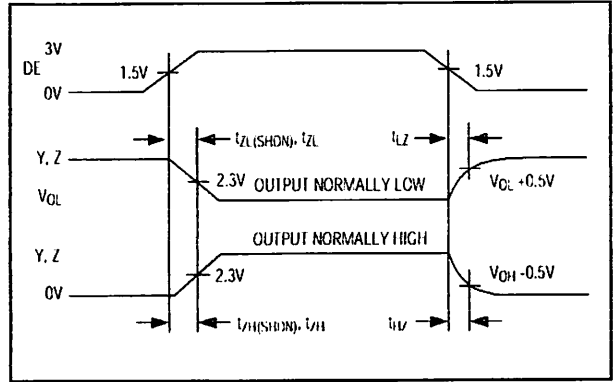 3V
DE
1.5V
1.5V
0V
tZL(SHDN), tZL
tLZ
Y, Z
2.3V
OUTPUT NORMALLY LOW
VOL +0.5V
VOL
OUTPUT NORMALLY HIGH
Y, Z
2.3V
VOH -0.5V
0V
tZH(SHDN), tZH
tHZ